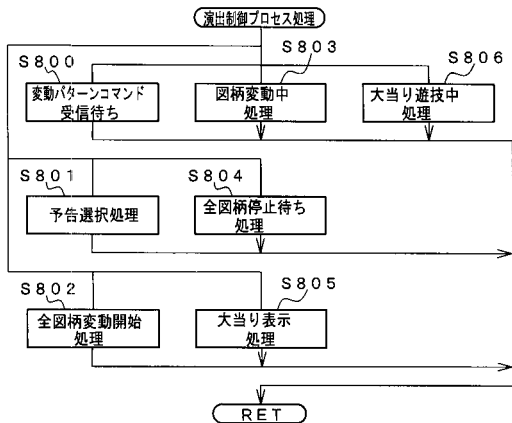 演出制御プロセス処理
S800
S803
S806
変動パターンコマンド
受信待ち
図柄変動中
処理
大当り遊技中
処理
S801
S804
予告選択処理
全図柄停止待ち
処理
S802
S805
全図柄変動開始
処理
大当り表示
処理
RET